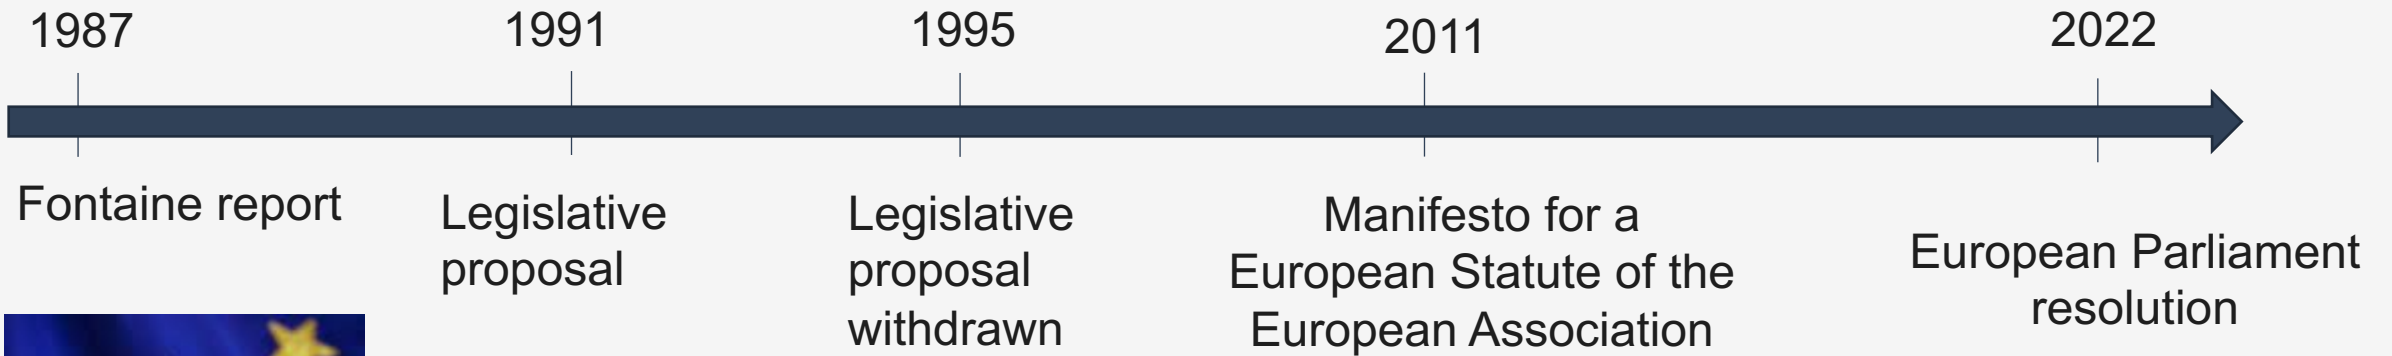 1987
1991
1995
2011
2022
Fontaine report
Legislative
proposal
Legislative
proposal
withdrawn
Manifesto for a
European Statute of the
European Association
European Parliament
resolution